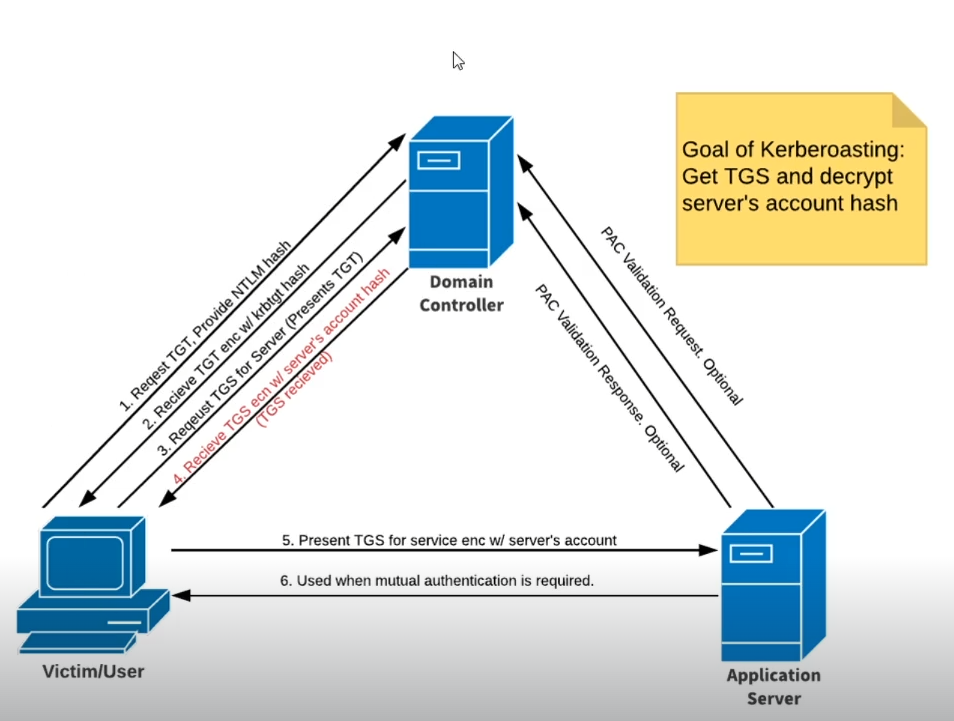 Goal of Kerberoasting:
Get TGS and decrypt
server's account hash
Domain
Controller
1. Reqest TGT, Provide NTLM hash
2. Recieve TGT enc w/ krbtgt hash
3. Reqeust TGS for Server (Presents TGT)
4. Recieve TGS ecn w/ server's account hash
(TGS recieved)
PAC Validation Request. Optional
PAC Validation Response. Optional
5. Present TGS for service enc w/ server's account
6. Used when mutual authentication is required.
Victim/User
Application
Server